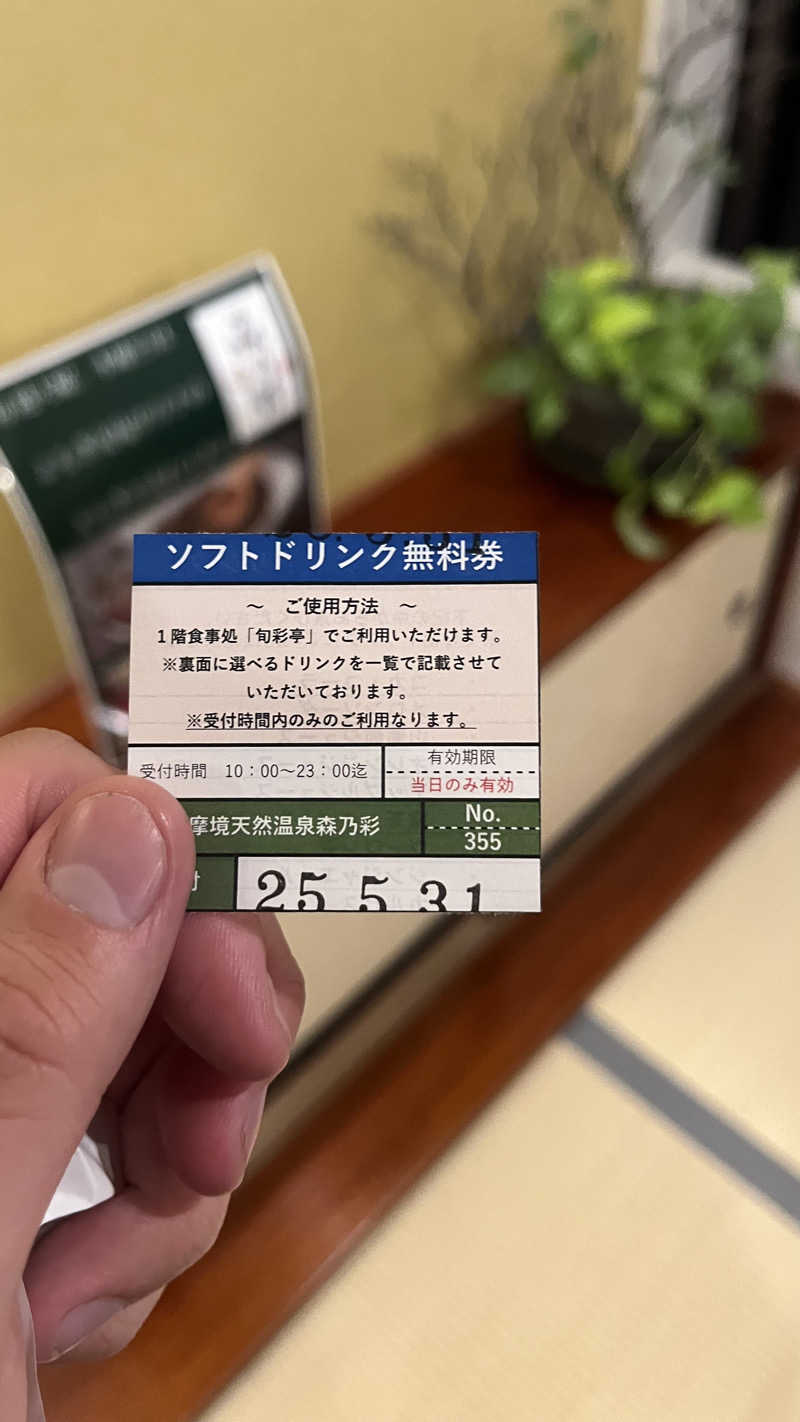 ソフトドリンク無料券
～ ご使用方法 ～
1階食事処「旬彩亭」でご利用いただけます。
※裏面に選べるドリンクを一覧で記載させて
いただいております。
※受付時間内のみのご利用なります。
受付時間 10：00～23：00迄
有効期限
当日のみ有効
摩境天然温泉森乃彩
No.
355
付
25 5 31